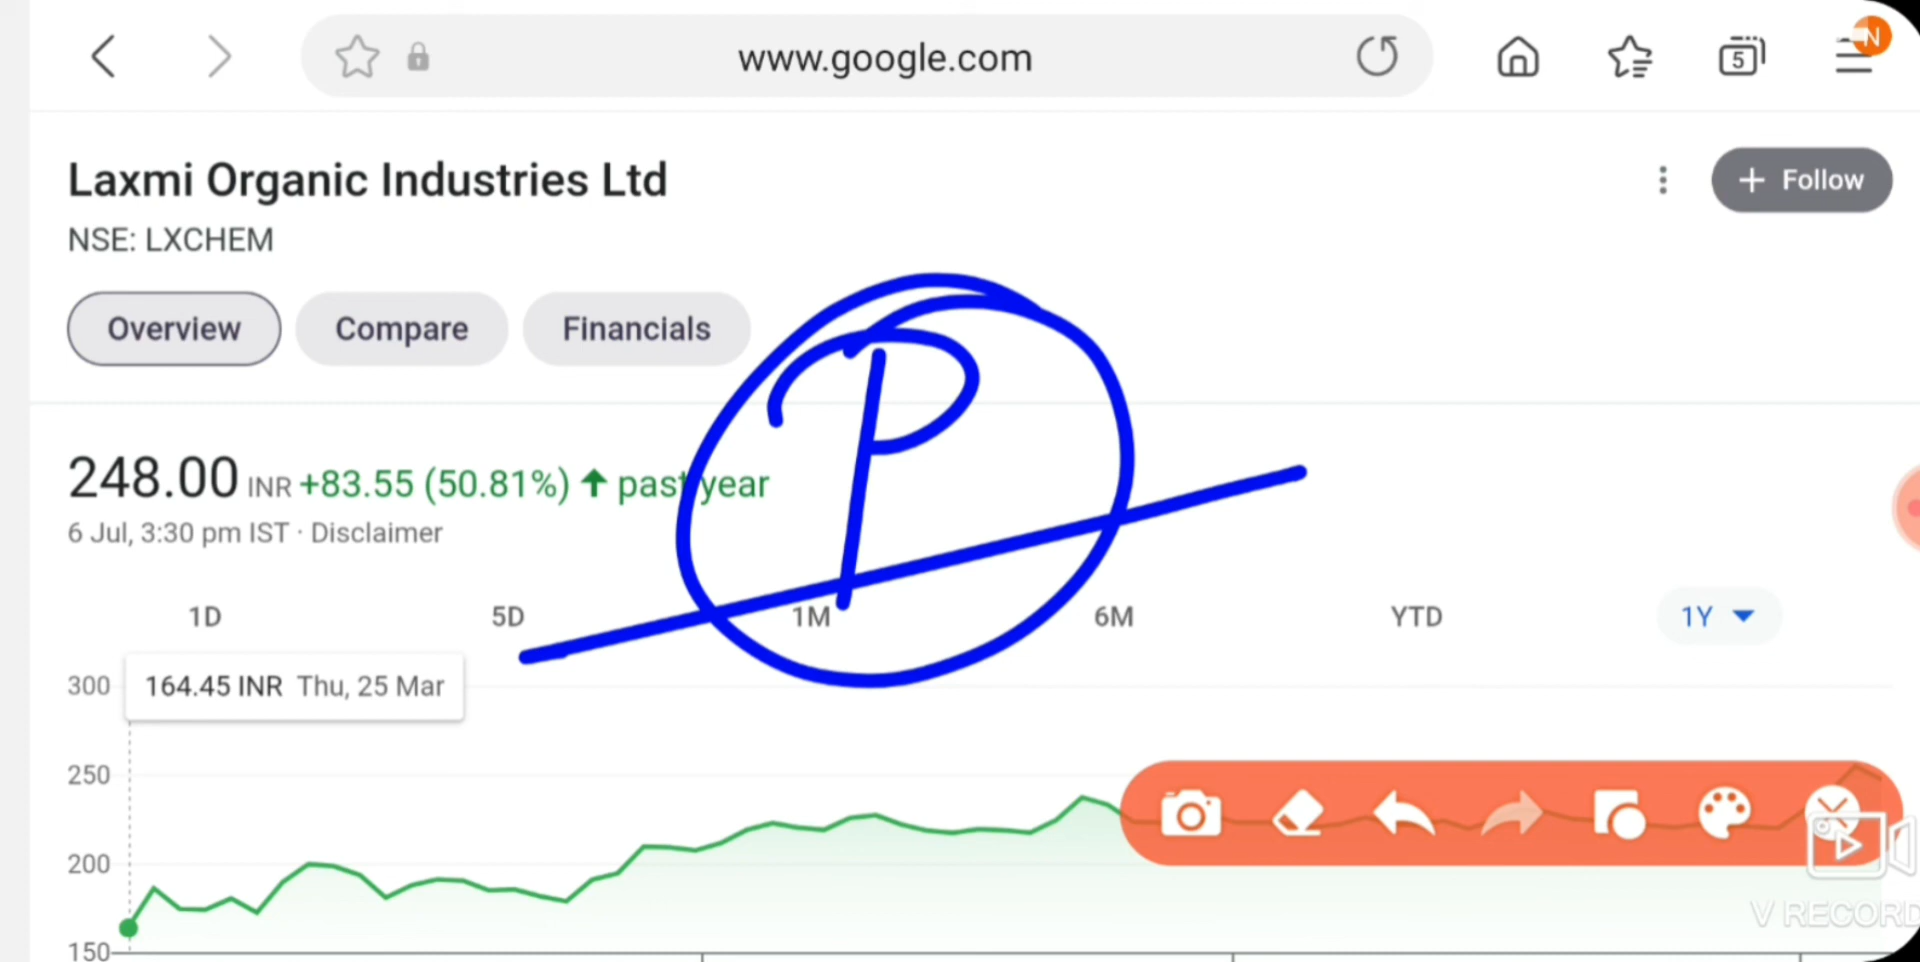 www.google.com
5
N
Laxmi Organic Industries Ltd
+ Follow
NSE: LXCHEM
Overview
Compare
Financials
P
248.00 INR +83.55 (50.81%) ↑ past year
6 Jul, 3:30 pm IST · Disclaimer
1D
5D
1M
6M
YTD
1Y
164.45 INR Thu, 25 Mar
300
250
200
150
V RECORD